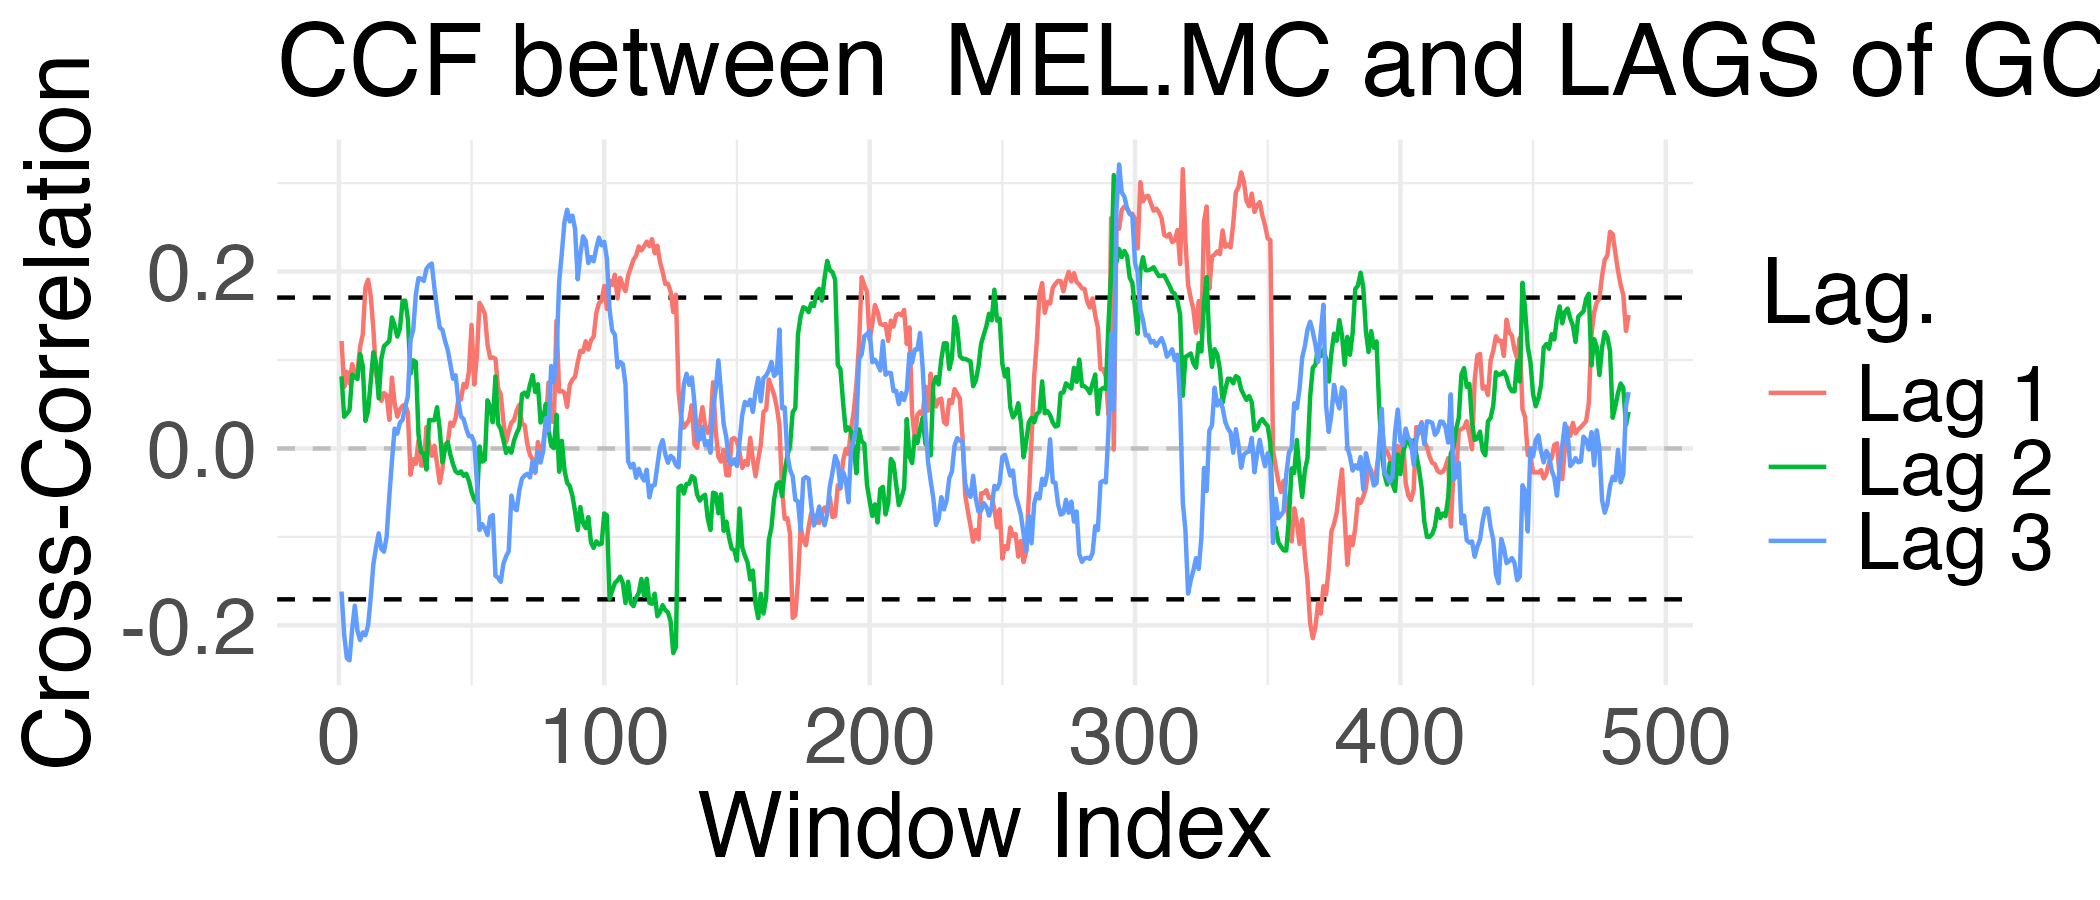 CCF between  MEL.MC and LAGS of GC
Cross-Correlation
0.2
0.0
-0.2
0 100 200 300 400 500
Window Index
Lag.
Lag 1
Lag 2
Lag 3